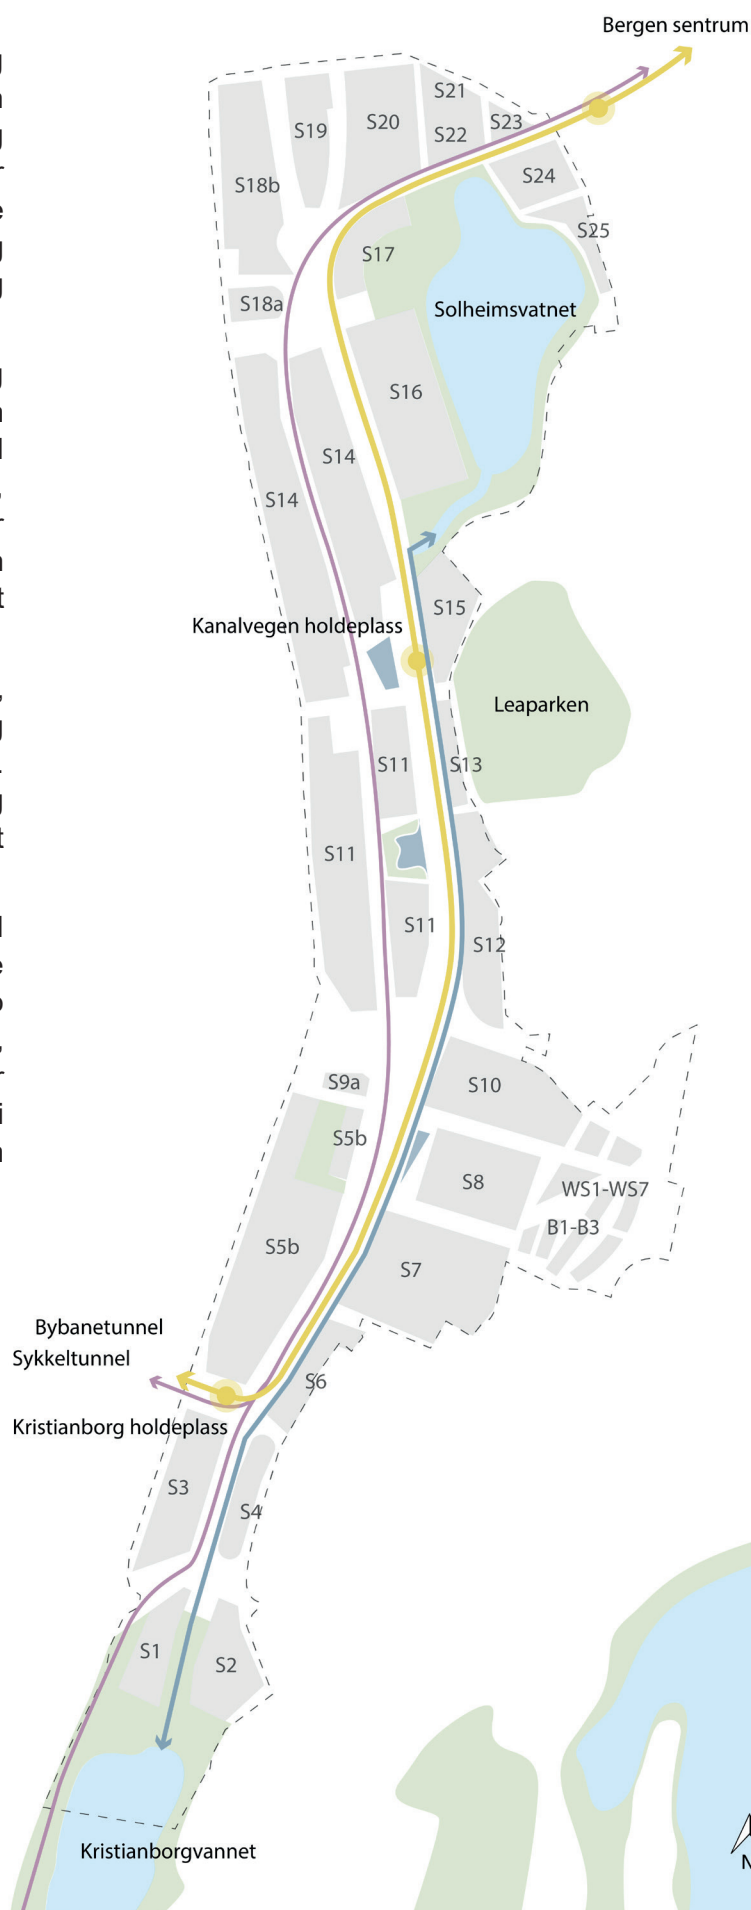 Bergen sentrum
S21
S19
S20
S22
S23
S18b
S24
S25
S17
S18a
Solheimsvatnet
S16
S14
S14
S15
Kanalvegen holdeplass
Leaparken
S11
S13
S11
S11
S12
S9a
S10
S5b
S8
WS1-WS7
B1-B3
S5b
S7
Bybanetunnel
Sykkeltunnel
S6
Kristianborg holdeplass
S3
S4
S1
S2
Kristianborgvannet
N